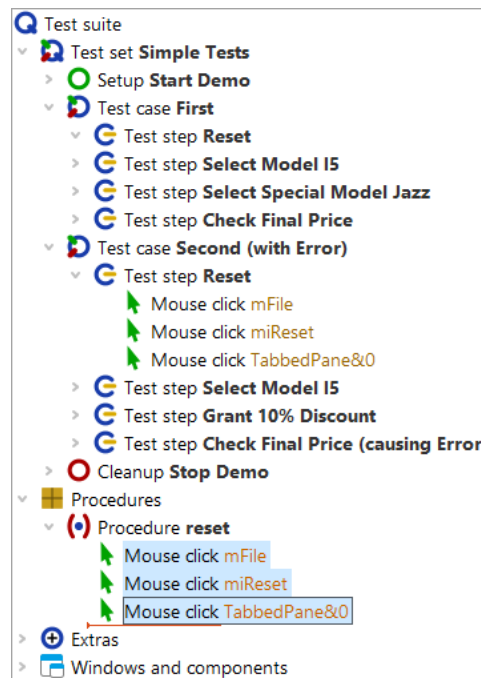 Test suite
Test set Simple Tests
Setup Start Demo
Test case First
Test step Reset
Test step Select Model I5
Test step Select Special Model Jazz
Test step Check Final Price
Test case Second (with Error)
Test step Reset
Mouse click mFile
Mouse click miReset
Mouse click TabbedPane&0
Test step Select Model I5
Test step Grant 10% Discount
Test step Check Final Price (causing Error
Cleanup Stop Demo
Procedures
Procedure reset
Mouse click mFile
Mouse click miReset
Mouse click TabbedPane&0
Extras
Windows and components